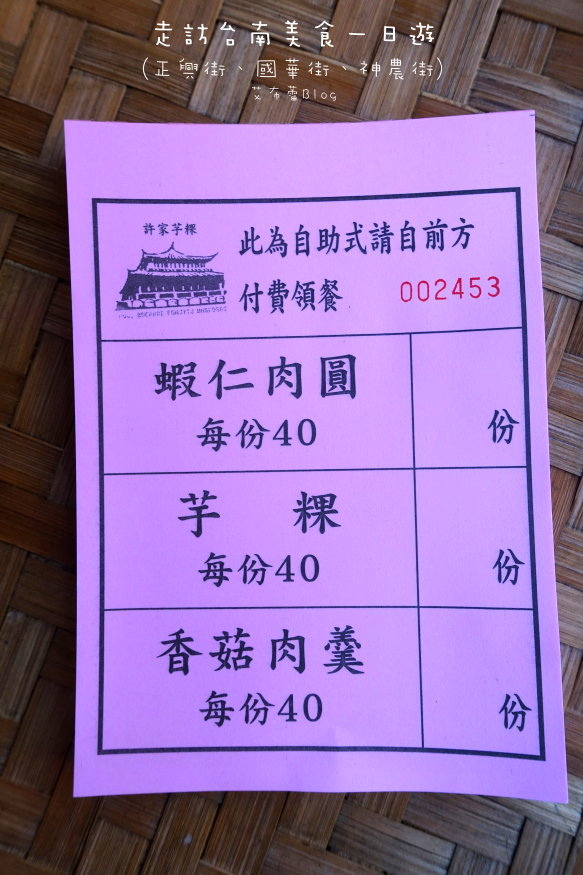 走訪台南美食一日遊
(正興街、國華街、神農街)
艾布蕾Blog
許家芋粿
此為自助式請自前方
付費領餐
002453
蝦仁肉圓
每份40
份
芋 粿
每份40
份
香菇肉羹
每份40
份